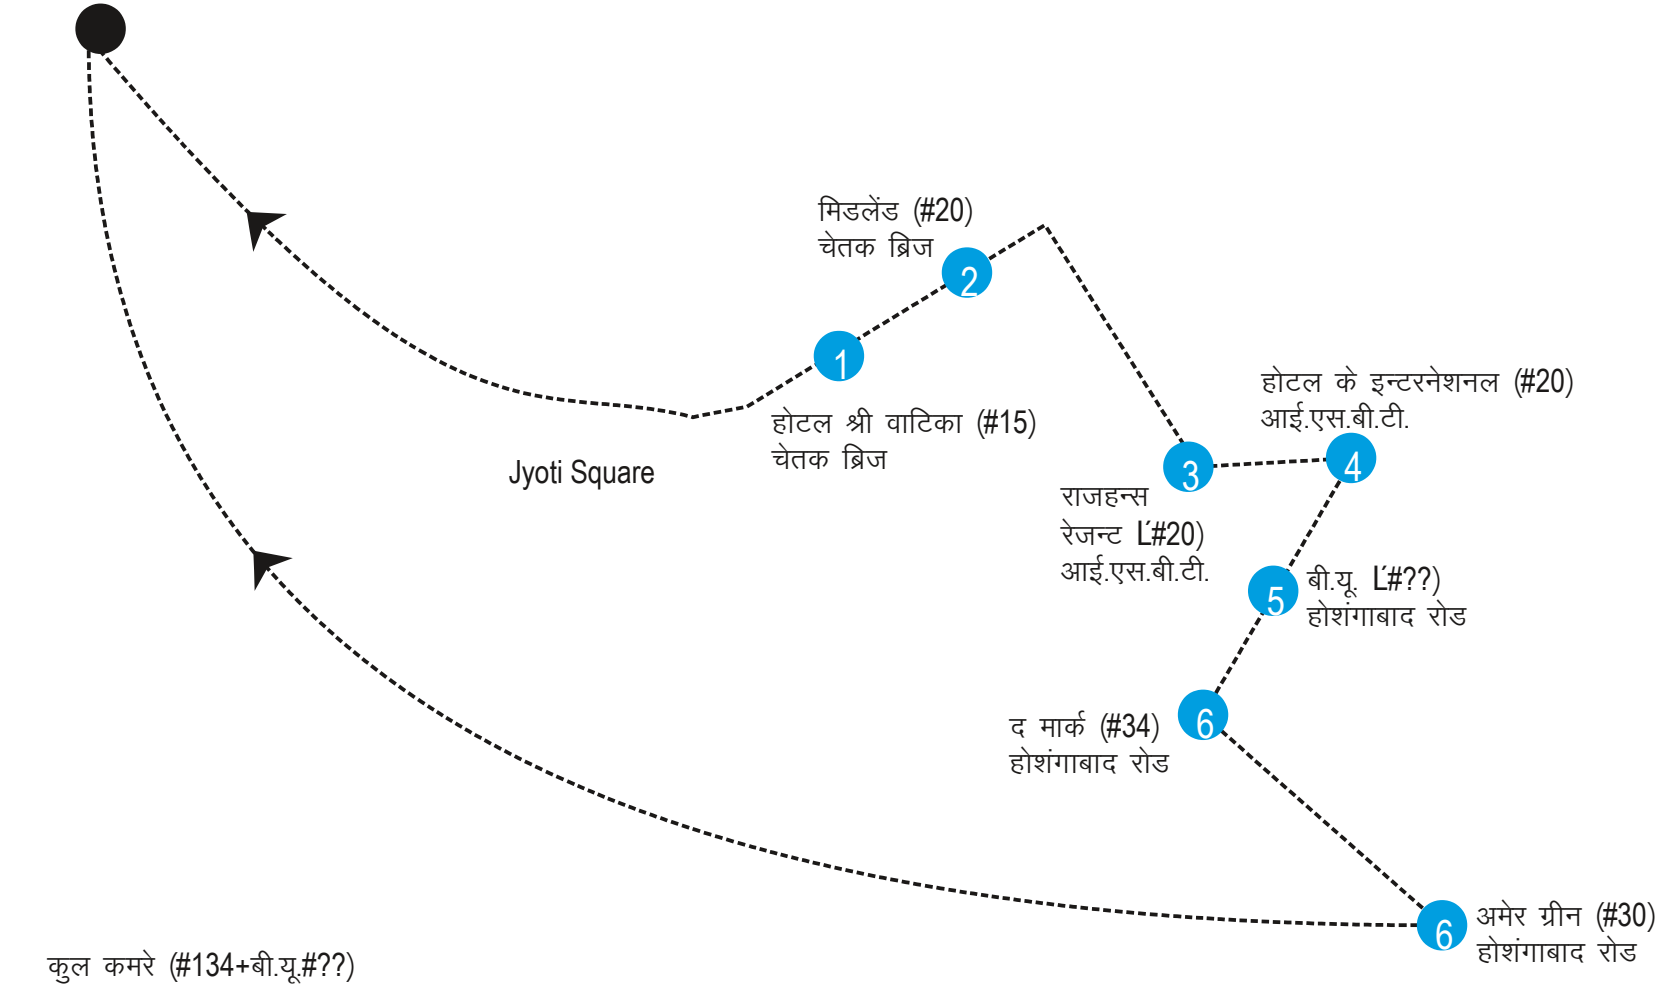 मिडलेंड (#20)
चेतक ब्रिज
2
1
होटल श्री वाटिका (#15)
चेतक ब्रिज
Jyoti Square
होटल के इन्टरनेशनल (#20)
आई.एस.बी.टी.
3
4
राजहन्स
रेजन्ट Ľ#20)
आई.एस.बी.टी.
5
बी.यू. Ľ#??)
होशंगाबाद रोड
6
द मार्क (#34)
होशंगाबाद रोड
6
अमेर ग्रीन (#30)
होशंगाबाद रोड
कुल कमरे (#134+बी.यू.#??)